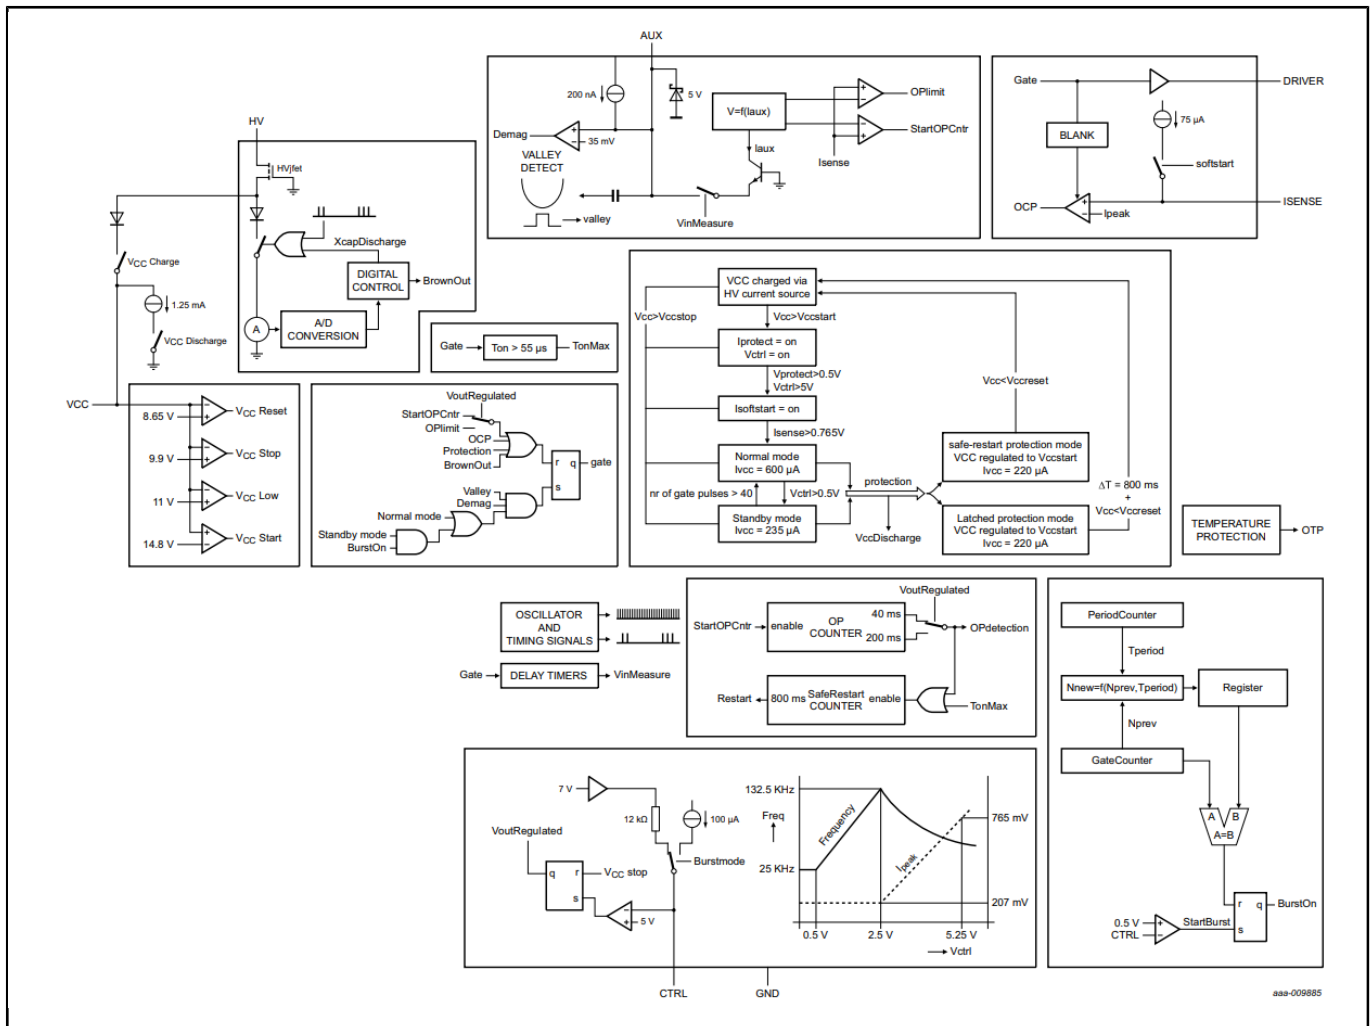 AUX
200 nA
5 V
Demag
35 mV
VALLEY
DETECT
valley
V=f(Iaux)
Iaux
VinMeasure
Isense
OPlimit
StartOPCntr
Gate
DRIVER
BLANK
75 µA
softstart
OCP
Ipeak
ISENSE
HV
HVjfet
XcapDischarge
DIGITAL
CONTROL
BrownOut
A
A/D
CONVERSION
VCC Charge
1.25 mA
VCC Discharge
Gate
Ton > 55 µs
TonMax
VCC
8.65 V
VCC Reset
9.9 V
VCC Stop
11 V
VCC Low
14.8 V
VCC Start
VoutRegulated
StartOPCntr
OPlimit
OCP
Protection
BrownOut
Valley
Demag
Normal mode
Standby mode
BurstOn
r
q
s
gate
VCC charged via
HV current source
Vcc>Vccstop
Vcc>Vccstart
Iprotect = on
Vctrl = on
Vprotect>0.5V
Vctrl>5V
Isoftstart = on
Isense>0.765V
Normal mode
Ivcc = 600 µA
nr of gate pulses > 40
Vctrl>0.5V
Standby mode
Ivcc = 235 µA
protection
VccDischarge
Vcc<Vccreset
safe-restart protection mode
VCC regulated to Vccstart
Ivcc = 220 µA
Latched protection mode
VCC regulated to Vccstart
Ivcc = 220 µA
ΔT = 800 ms
+
Vcc<Vccreset
TEMPERATURE
PROTECTION
OTP
OSCILLATOR
AND
TIMING SIGNALS
Gate
DELAY TIMERS
VinMeasure
VoutRegulated
StartOPCntr
enable
OP
COUNTER
40 ms
200 ms
OPdetection
Restart
800 ms
SafeRestart
COUNTER
enable
TonMax
PeriodCounter
Tperiod
Nnew=f(Nprev,Tperiod)
Register
Nprev
GateCounter
A
B
A=B
r
q
s
BurstOn
0.5 V
CTRL
StartBurst
7 V
12 kΩ
100 µA
VoutRegulated
Burstmode
q
r
s
VCC stop
5 V
132.5 KHz
Freq
25 KHz
Frequency
Ipeak
765 mV
207 mV
0.5 V
2.5 V
5.25 V
Vctrl
CTRL
GND
aaa-009885